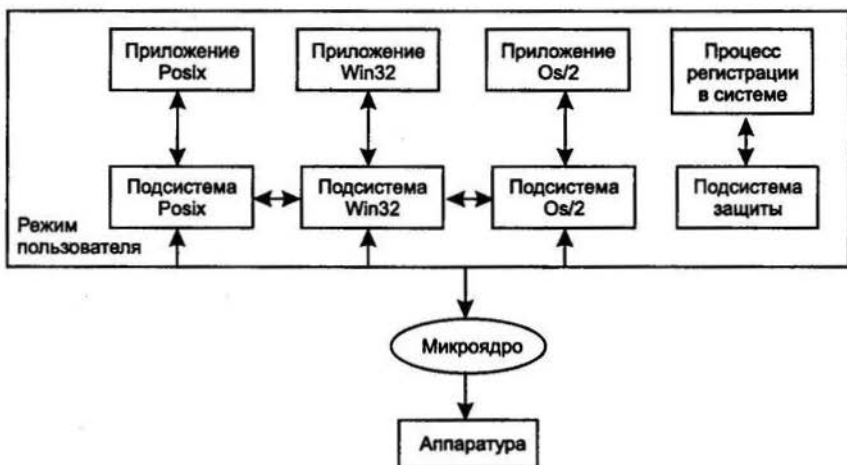 Приложение
Posix
Приложение
Win32
Приложение
Os/2
Процесс
регистрации
в системе
Подсистема
Posix
Подсистема
Win32
Подсистема
Os/2
Подсистема
защиты
Режим
пользователя
Микроядро
Аппаратура